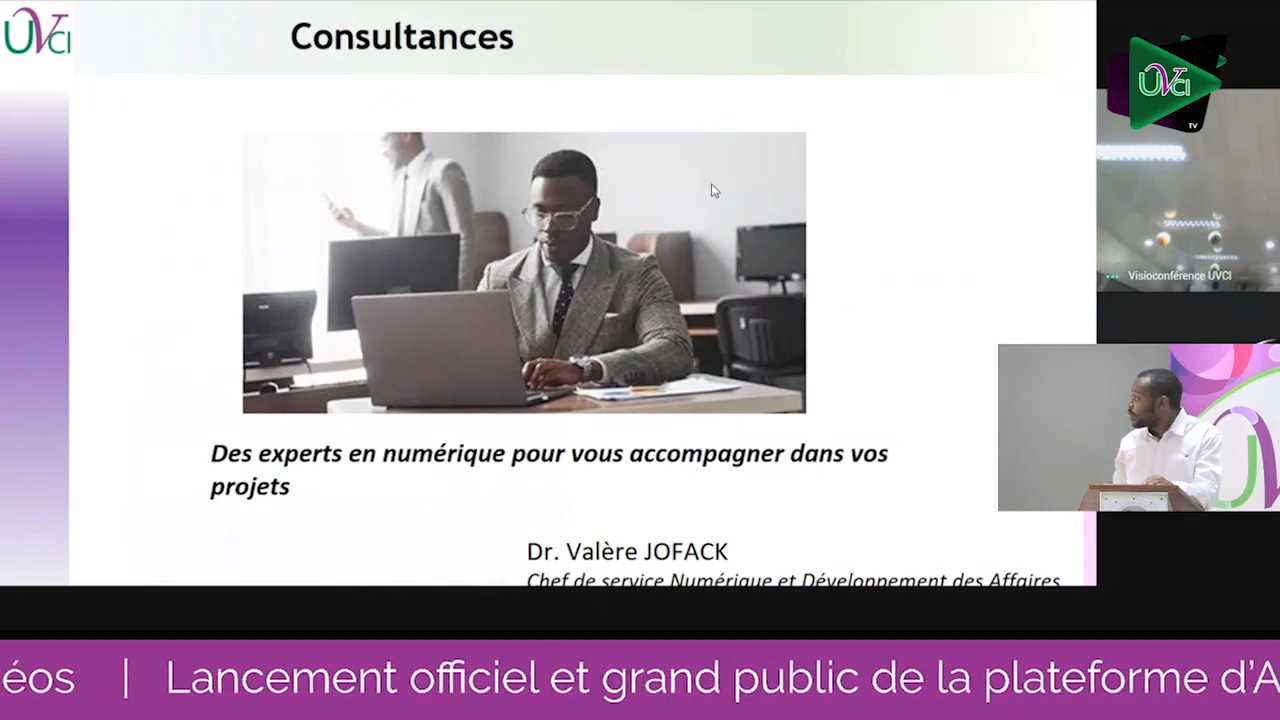 UVCI
Consultances
UVCI
TV
Visioconférence UVCI
Des experts en numérique pour vous accompagner dans vos
projets
Dr. Valère JOFACK
Chef de service Numérique et Développement des Affaires
éos | Lancement officiel et grand public de la plateforme d'A